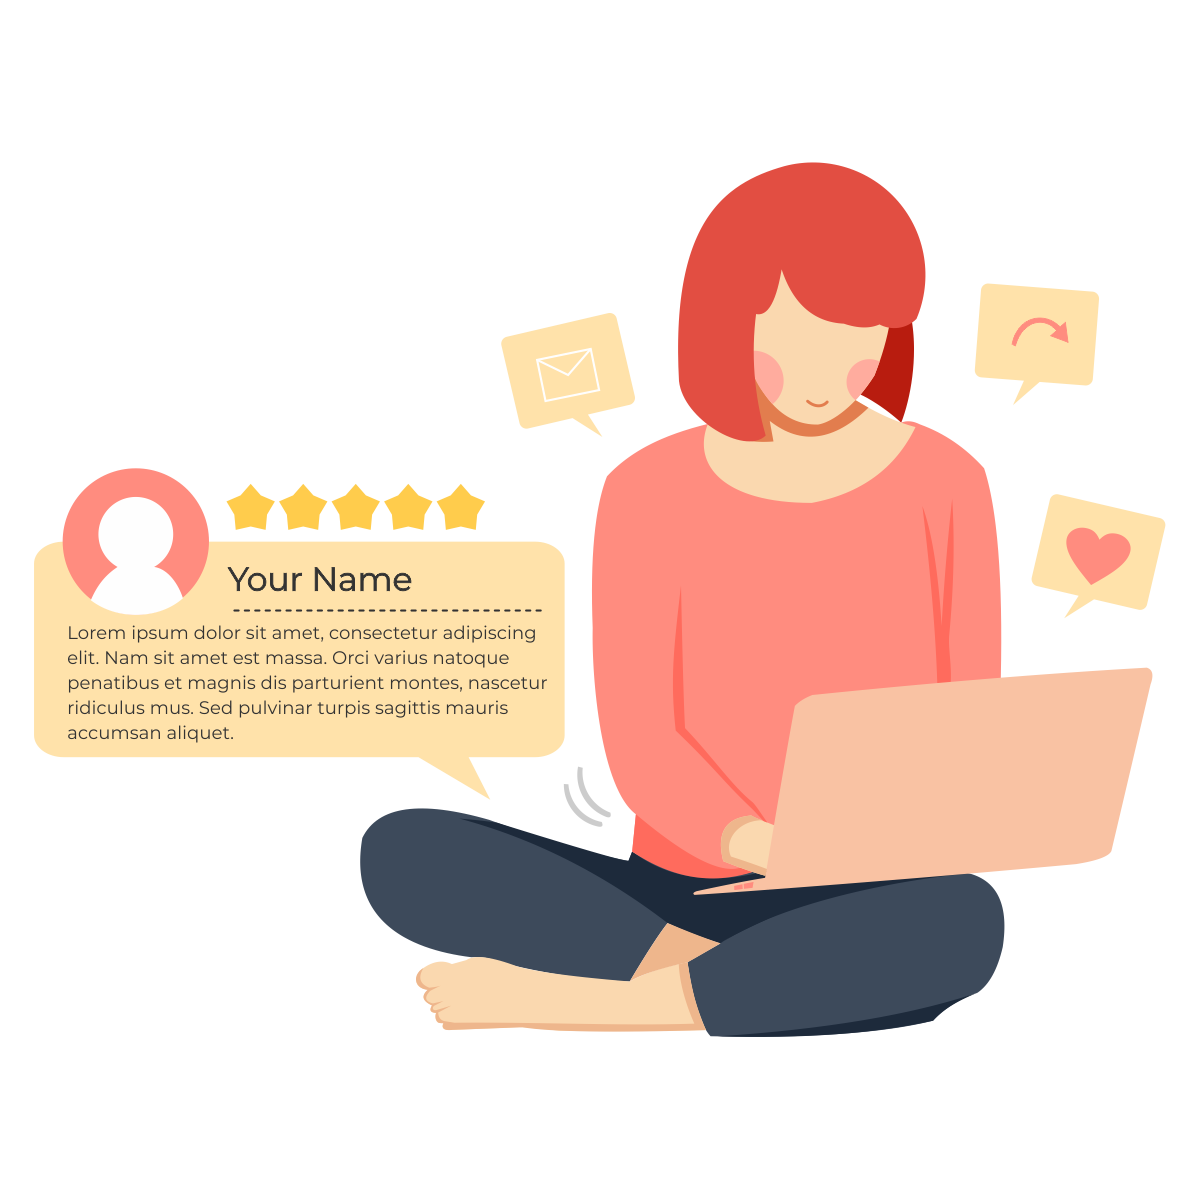 Your Name
Lorem ipsum dolor sit amet, consectetur adipiscing
elit. Nam sit amet est massa. Orci varius natoque
penatibus et magnis dis parturient montes, nascetur
ridiculus mus. Sed pulvinar turpis sagittis mauris
accumsan aliquet.